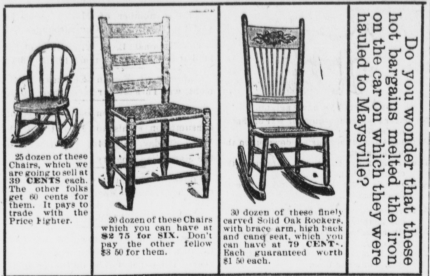 25 dozen of these
Chairs, which we
are going to sell at
39 CENTS each.
The other folks
get 60 cents for
them. It pays to
trade with the
Price Fighter.
20 dozen of these Chairs
which you can have at
$2 75 for SIX. Don't
pay the other fellow
$3 50 for them.
30 dozen of these finely
carved Solid Oak Rockers,
with brace arm, high back
and cane seat, which you
can have at 79 CENT-.
Each guaranteed worth
$1 50 each.
Do you wonder that these
hot bargains melted the iron
on the car on which they were
hauled to Maysville?